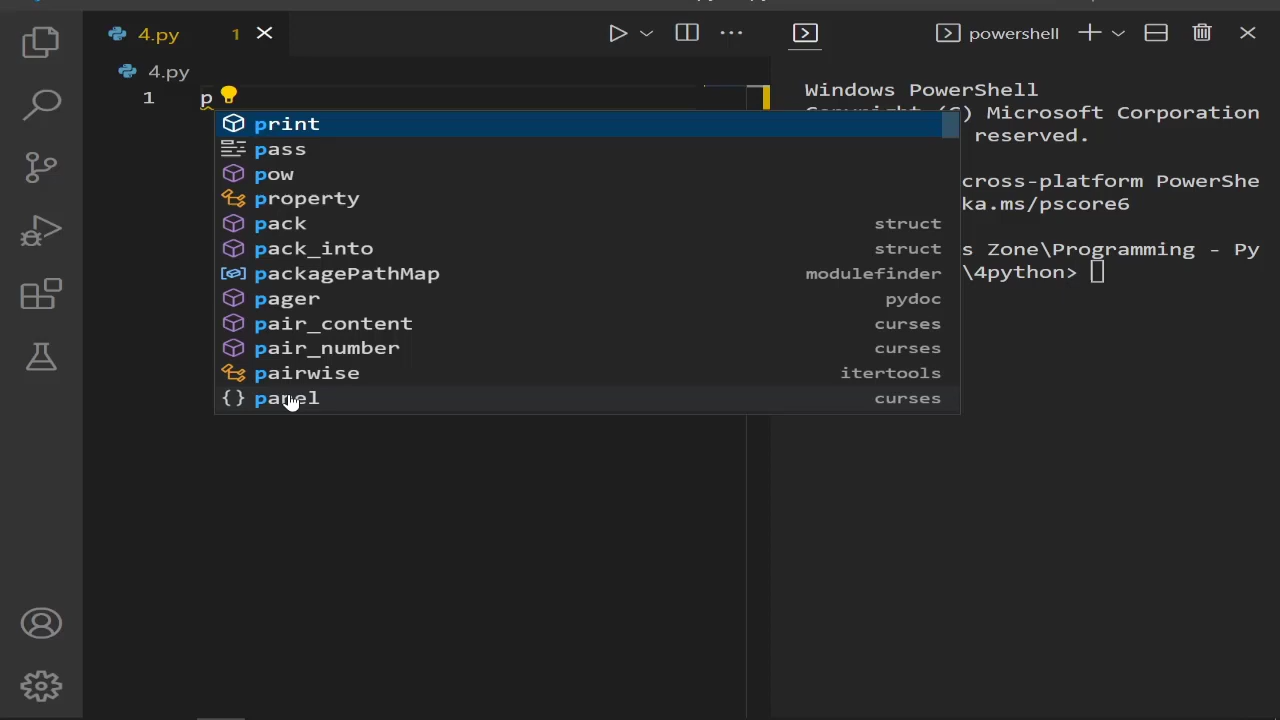 4.py 1
powershell
4.py
1 p
print
pass
pow
property
pack struct
pack_into struct
packagePathMap modulefinder
pager pydoc
pair_content curses
pair_number curses
pairwise itertools
panel curses
Windows PowerShell
Microsoft Corporation
reserved.
cross-platform PowerShe
ka.ms/pscore6
s Zone\Programming - Py
\4python>